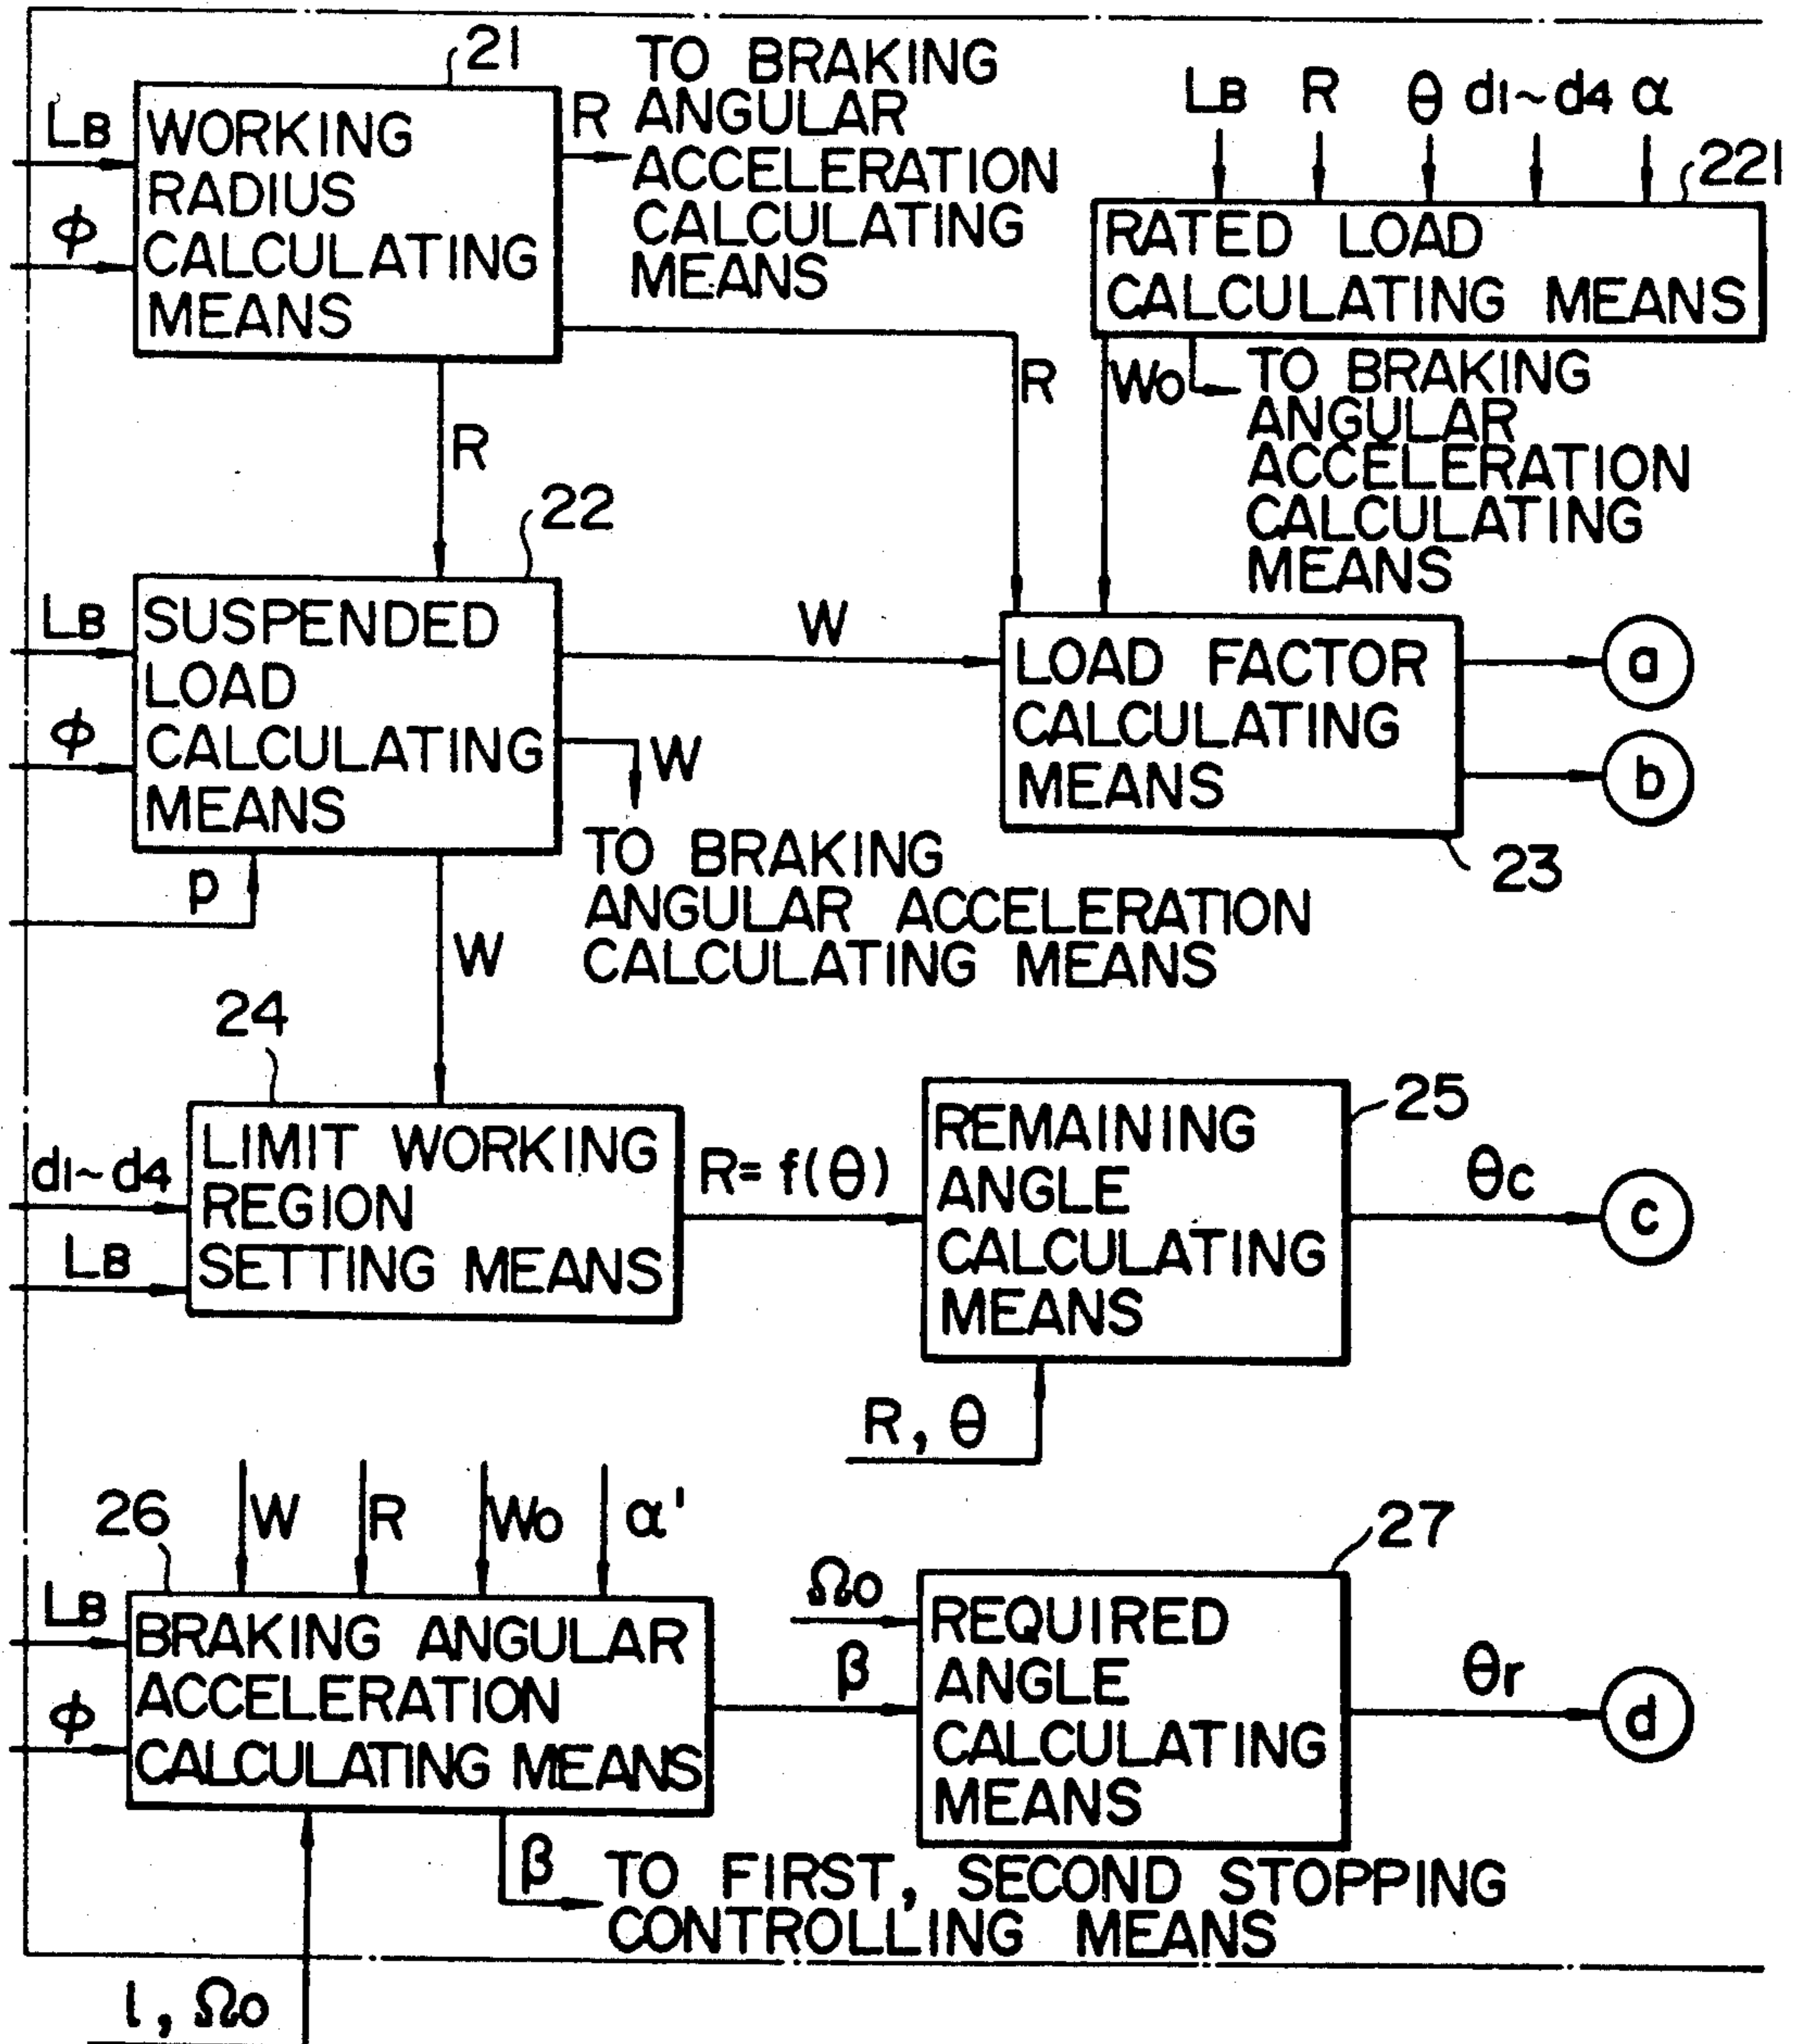 21
LB
ϕ
WORKING
RADIUS
CALCULATING
MEANS
R
TO BRAKING
ANGULAR
ACCELERATION
CALCULATING
MEANS
LB R θ d1~d4 α
221
RATED LOAD
CALCULATING MEANS
R
R
Wo
TO BRAKING
ANGULAR
ACCELERATION
CALCULATING
MEANS
22
LB
ϕ
SUSPENDED
LOAD
CALCULATING
MEANS
p
W
W
TO BRAKING
ANGULAR ACCELERATION
CALCULATING MEANS
LOAD FACTOR
CALCULATING
MEANS
23
a
b
W
24
d1~d4
LB
LIMIT WORKING
REGION
SETTING MEANS
R=f(θ)
25
REMAINING
ANGLE
CALCULATING
MEANS
θc
c
R, θ
26
W R Wo α'
LB
ϕ
BRAKING ANGULAR
ACCELERATION
CALCULATING MEANS
27
Ωo
β
REQUIRED
ANGLE
CALCULATING
MEANS
θr
d
β
TO FIRST, SECOND STOPPING
CONTROLLING MEANS
l, Ωo